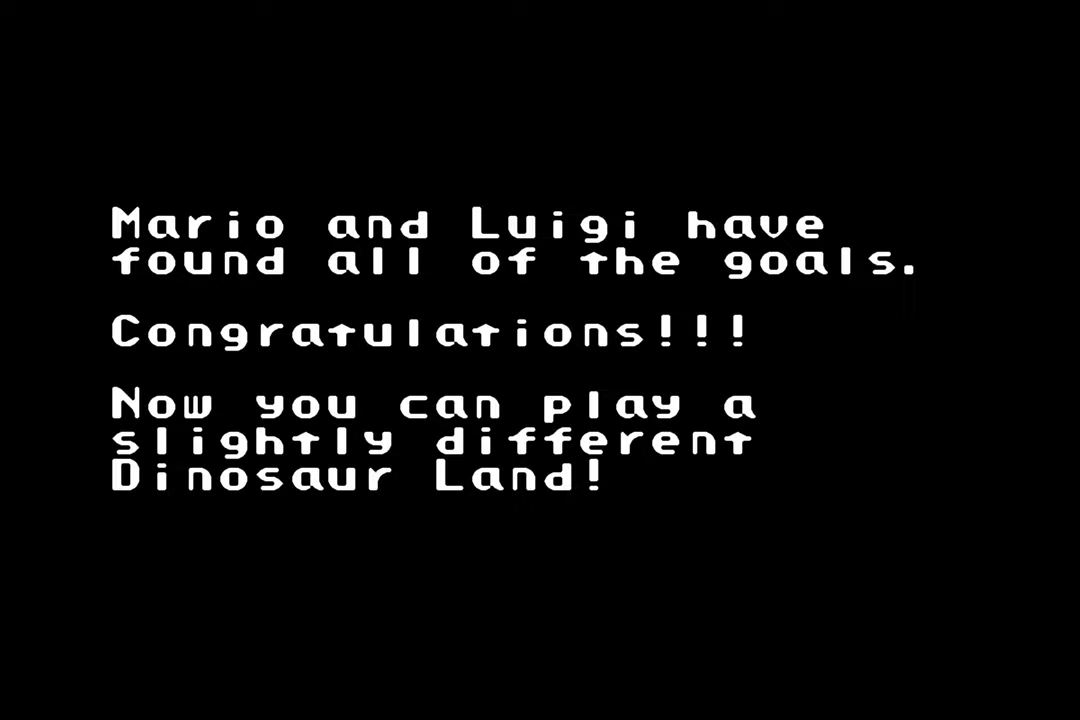 Mario and Luigi have
found all of the goals.
Congratulations!!!
Now you can play a
slightly different
Dinosaur Land!